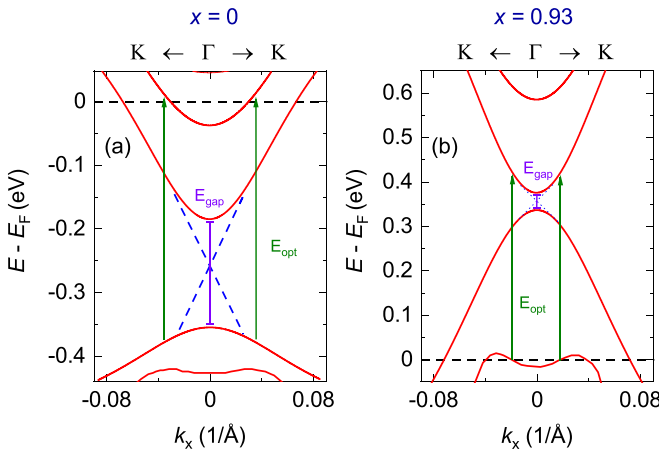 x = 0
x = 0.93
K ← Γ → K
K ← Γ → K
(a)
(b)
E - E_F (eV)
E - E_F (eV)
0
-0.1
-0.2
-0.3
-0.4
0.6
0.5
0.4
0.3
0.2
0.1
0
E_gap
E_opt
E_gap
E_opt
-0.08
0
0.08
-0.08
0
0.08
k_x (1/Å)
k_x (1/Å)